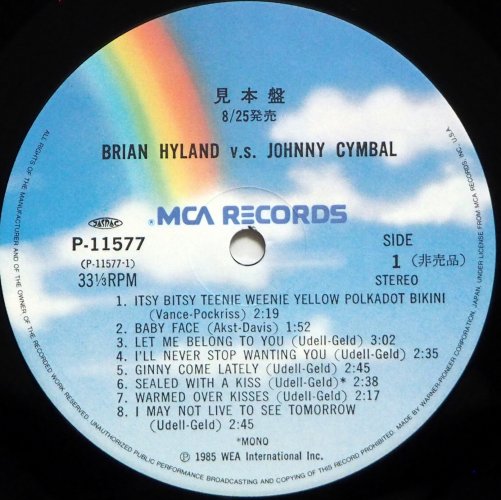 見本盤
8/25発売
BRIAN HYLAND v.s. JOHNNY CYMBAL
JASRAC
® MCA RECORDS
P-11577
(P-11577-1)
33⅓RPM
SIDE
1 (非売品)
STEREO
1. ITSY BITSY TEENIE WEENIE YELLOW POLKADOT BIKINI
(Vance-Pockriss) 2:19
2. BABY FACE (Akst-Davis) 1:52
3. LET ME BELONG TO YOU (Udell-Geld) 3:02
4. I'LL NEVER STOP WANTING YOU (Udell-Geld) 2:35
5. GINNY COME LATELY (Udell-Geld) 2:45
6. SEALED WITH A KISS (Udell-Geld)* 2:38
7. WARMED OVER KISSES (Udell-Geld) 2:17
8. I MAY NOT LIVE TO SEE TOMORROW
(Udell-Geld) 2:45
*MONO
Ⓟ 1985 WEA International Inc.
ALL RIGHTS OF THE MANUFACTURER AND OF THE OWNER OF THE RECORDED WORK RESERVED. UNAUTHORIZED PUBLIC PERFORMANCE BROADCASTING AND COPYING OF THIS RECORD PROHIBITED. MADE BY WARNER-PIONEER CORPORATION, JAPAN, UNDER LICENSE FROM MCA RECORDS, INC., U.S.A.